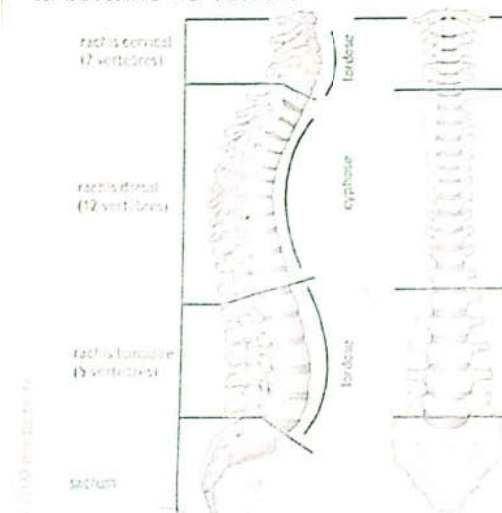 rachis cervical
(7 vertèbres)
lordose
rachis dorsal
(12 vertèbres)
cyphose
rachis lombaire
(5 vertèbres)
lordose
sacrum